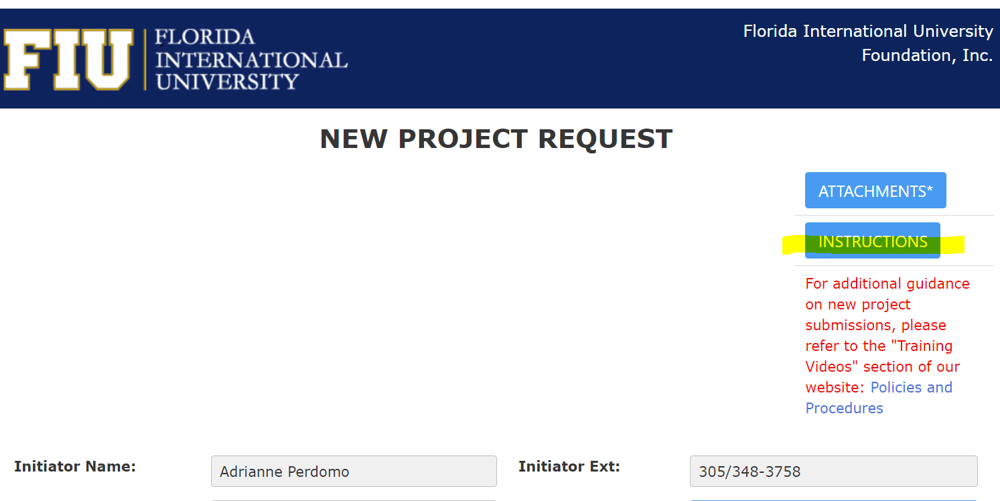 FIU
FLORIDA
INTERNATIONAL
UNIVERSITY
Florida International University
Foundation, Inc.
NEW PROJECT REQUEST
ATTACHMENTS*
INSTRUCTIONS
For additional guidance
on new project
submissions, please
refer to the "Training
Videos" section of our
website: Policies and
Procedures
Initiator Name: Adrianne Perdomo Initiator Ext: 305/348-3758